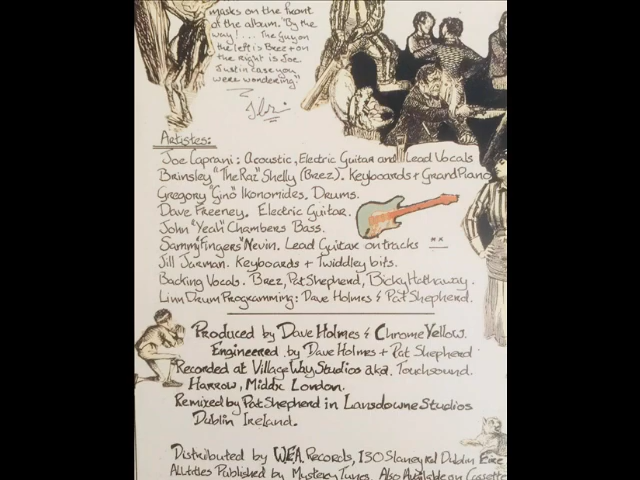 masks on the front
of the album. "By the
way!... The guy on
the left is Brez + on
the right is Joe
Just in case you
were wondering."
Artistes:
Joe Caprani: Acoustic, Electric Guitar and Lead Vocals
Brinsley "The Raz" Shelly (Brez). Keyboards + Grand Piano
Gregory "Gino" Ikonomides. Drums.
Dave Freeney. Electric Guitar.
John "Yeah" Chambers Bass.
Sammy "Fingers" Nevin. Lead Guitar on tracks **
Jill Jarman. Keyboards + Twiddley bits.
Backing Vocals. Brez, Pat Shepherd, Bicky Hathaway.
Linn Drum Programming: Dave Holmes & Pat Shepherd.
Produced by Dave Holmes & Chrome Yellow.
Engineered by Dave Holmes + Pat Shepherd
Recorded at Village Way Studios a.k.a. Touchsound.
Harrow, Middx London.
Remixed by Pat Shepherd in Lansdowne Studios
Dublin Ireland.
Distributed by W.E.A. Records, 130 Slaney rd Dublin Eire
All titles Published by Mystery Tunes. Also Available on Cassette